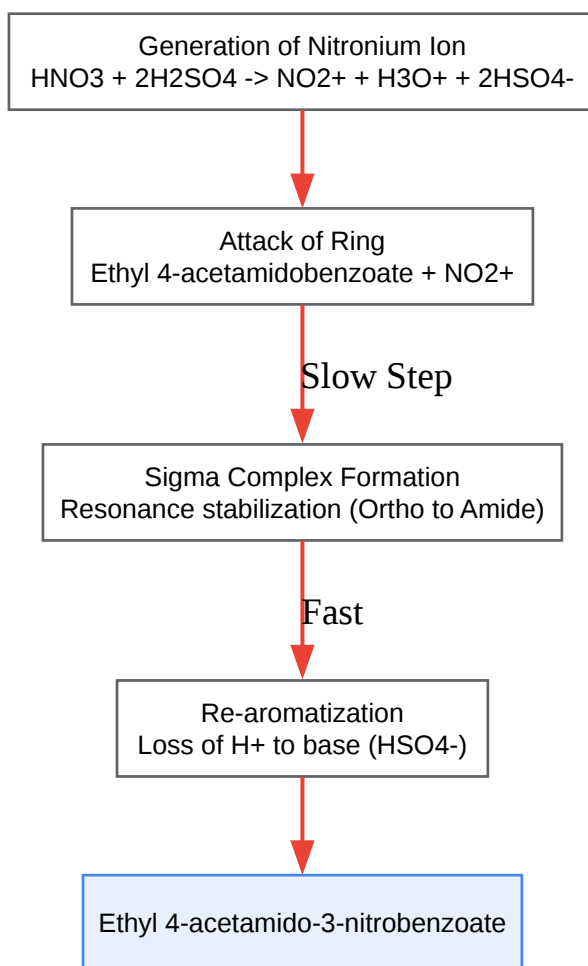 Generation of Nitronium Ion
HNO3 + 2H2SO4 -> NO2+ + H3O+ + 2HSO4-
Attack of Ring
Ethyl 4-acetamidobenzoate + NO2+
Slow Step
Sigma Complex Formation
Resonance stabilization (Ortho to Amide)
Fast
Re-aromatization
Loss of H+ to base (HSO4-)
Ethyl 4-acetamido-3-nitrobenzoate